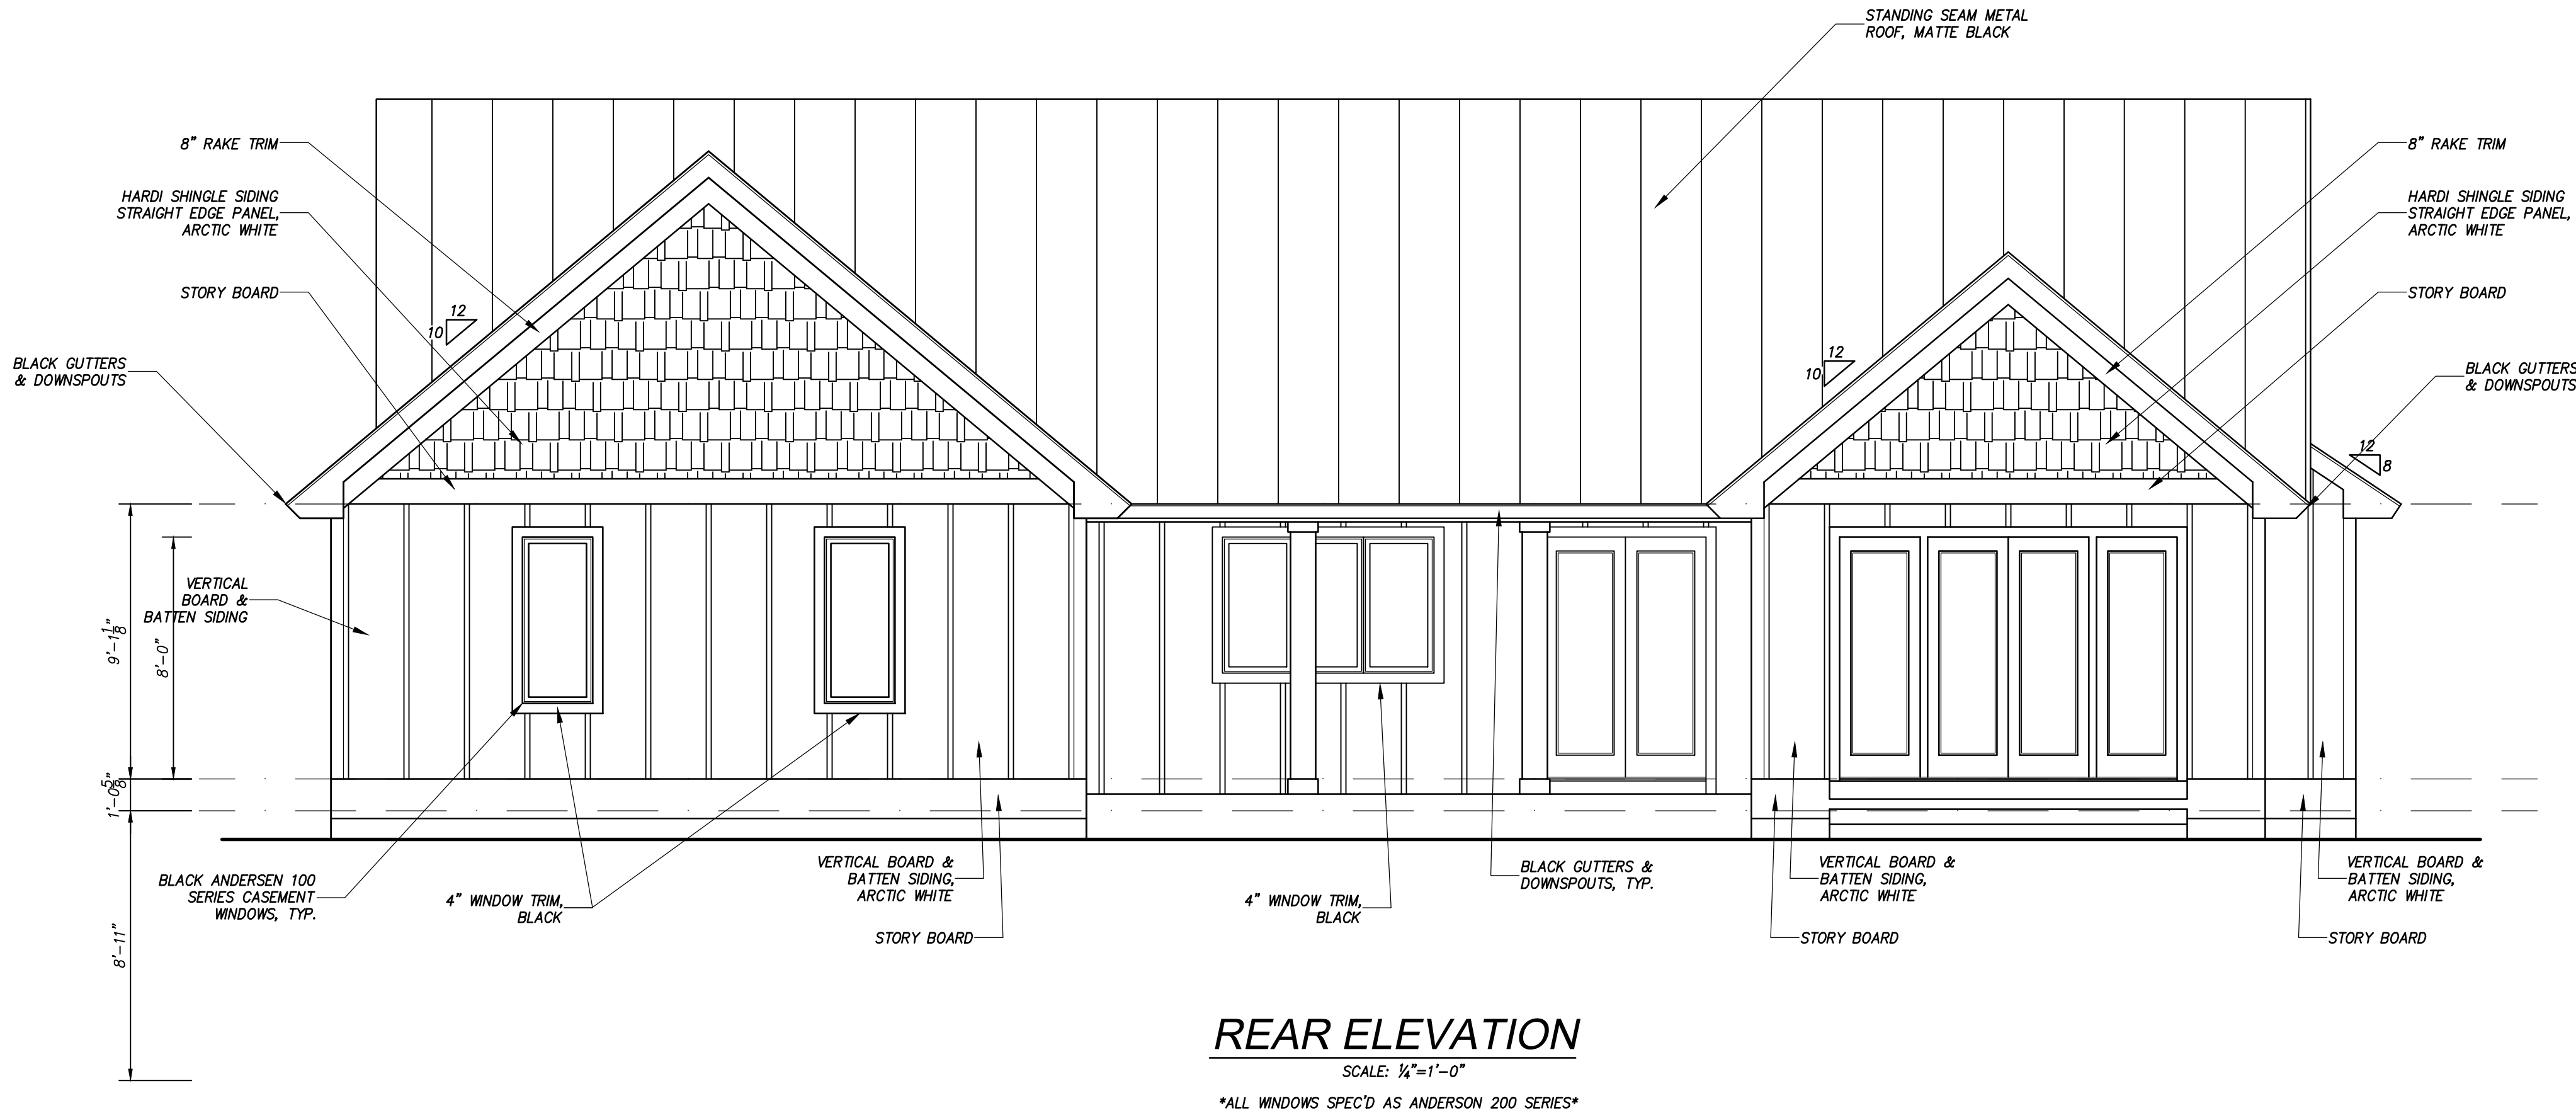 STANDING SEAM METAL
ROOF, MATTE BLACK
8" RAKE TRIM
HARDI SHINGLE SIDING
STRAIGHT EDGE PANEL,
ARCTIC WHITE
STORY BOARD
12
10
BLACK GUTTERS
& DOWNSPOUTS
8" RAKE TRIM
HARDI SHINGLE SIDING
STRAIGHT EDGE PANEL,
ARCTIC WHITE
STORY BOARD
12
10
BLACK GUTTERS
& DOWNSPOUTS
12
8
VERTICAL
BOARD &
BATTEN SIDING
9'-1 1/8"
8'-0"
1'-0 5/8"
8'-11"
BLACK ANDERSEN 100
SERIES CASEMENT
WINDOWS, TYP.
4" WINDOW TRIM,
BLACK
VERTICAL BOARD &
BATTEN SIDING,
ARCTIC WHITE
STORY BOARD
4" WINDOW TRIM,
BLACK
BLACK GUTTERS &
DOWNSPOUTS, TYP.
VERTICAL BOARD &
BATTEN SIDING,
ARCTIC WHITE
STORY BOARD
VERTICAL BOARD &
BATTEN SIDING,
ARCTIC WHITE
STORY BOARD
REAR ELEVATION
SCALE: 1/4"=1'-0"
*ALL WINDOWS SPEC'D AS ANDERSON 200 SERIES*